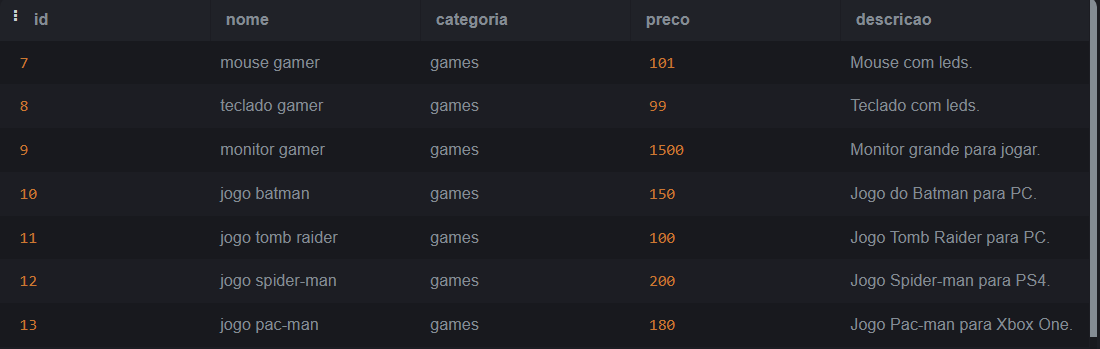 id nome categoria preco descricao
7 mouse gamer games 101 Mouse com leds.
8 teclado gamer games 99 Teclado com leds.
9 monitor gamer games 1500 Monitor grande para jogar.
10 jogo batman games 150 Jogo do Batman para PC.
11 jogo tomb raider games 100 Jogo Tomb Raider para PC.
12 jogo spider-man games 200 Jogo Spider-man para PS4.
13 jogo pac-man games 180 Jogo Pac-man para Xbox One.